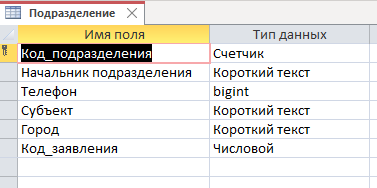 Подразделение
Имя поля Тип данных
Код_подразделения Счетчик
Начальник подразделения Короткий текст
Телефон bigint
Субъект Короткий текст
Город Короткий текст
Код_заявления Числовой